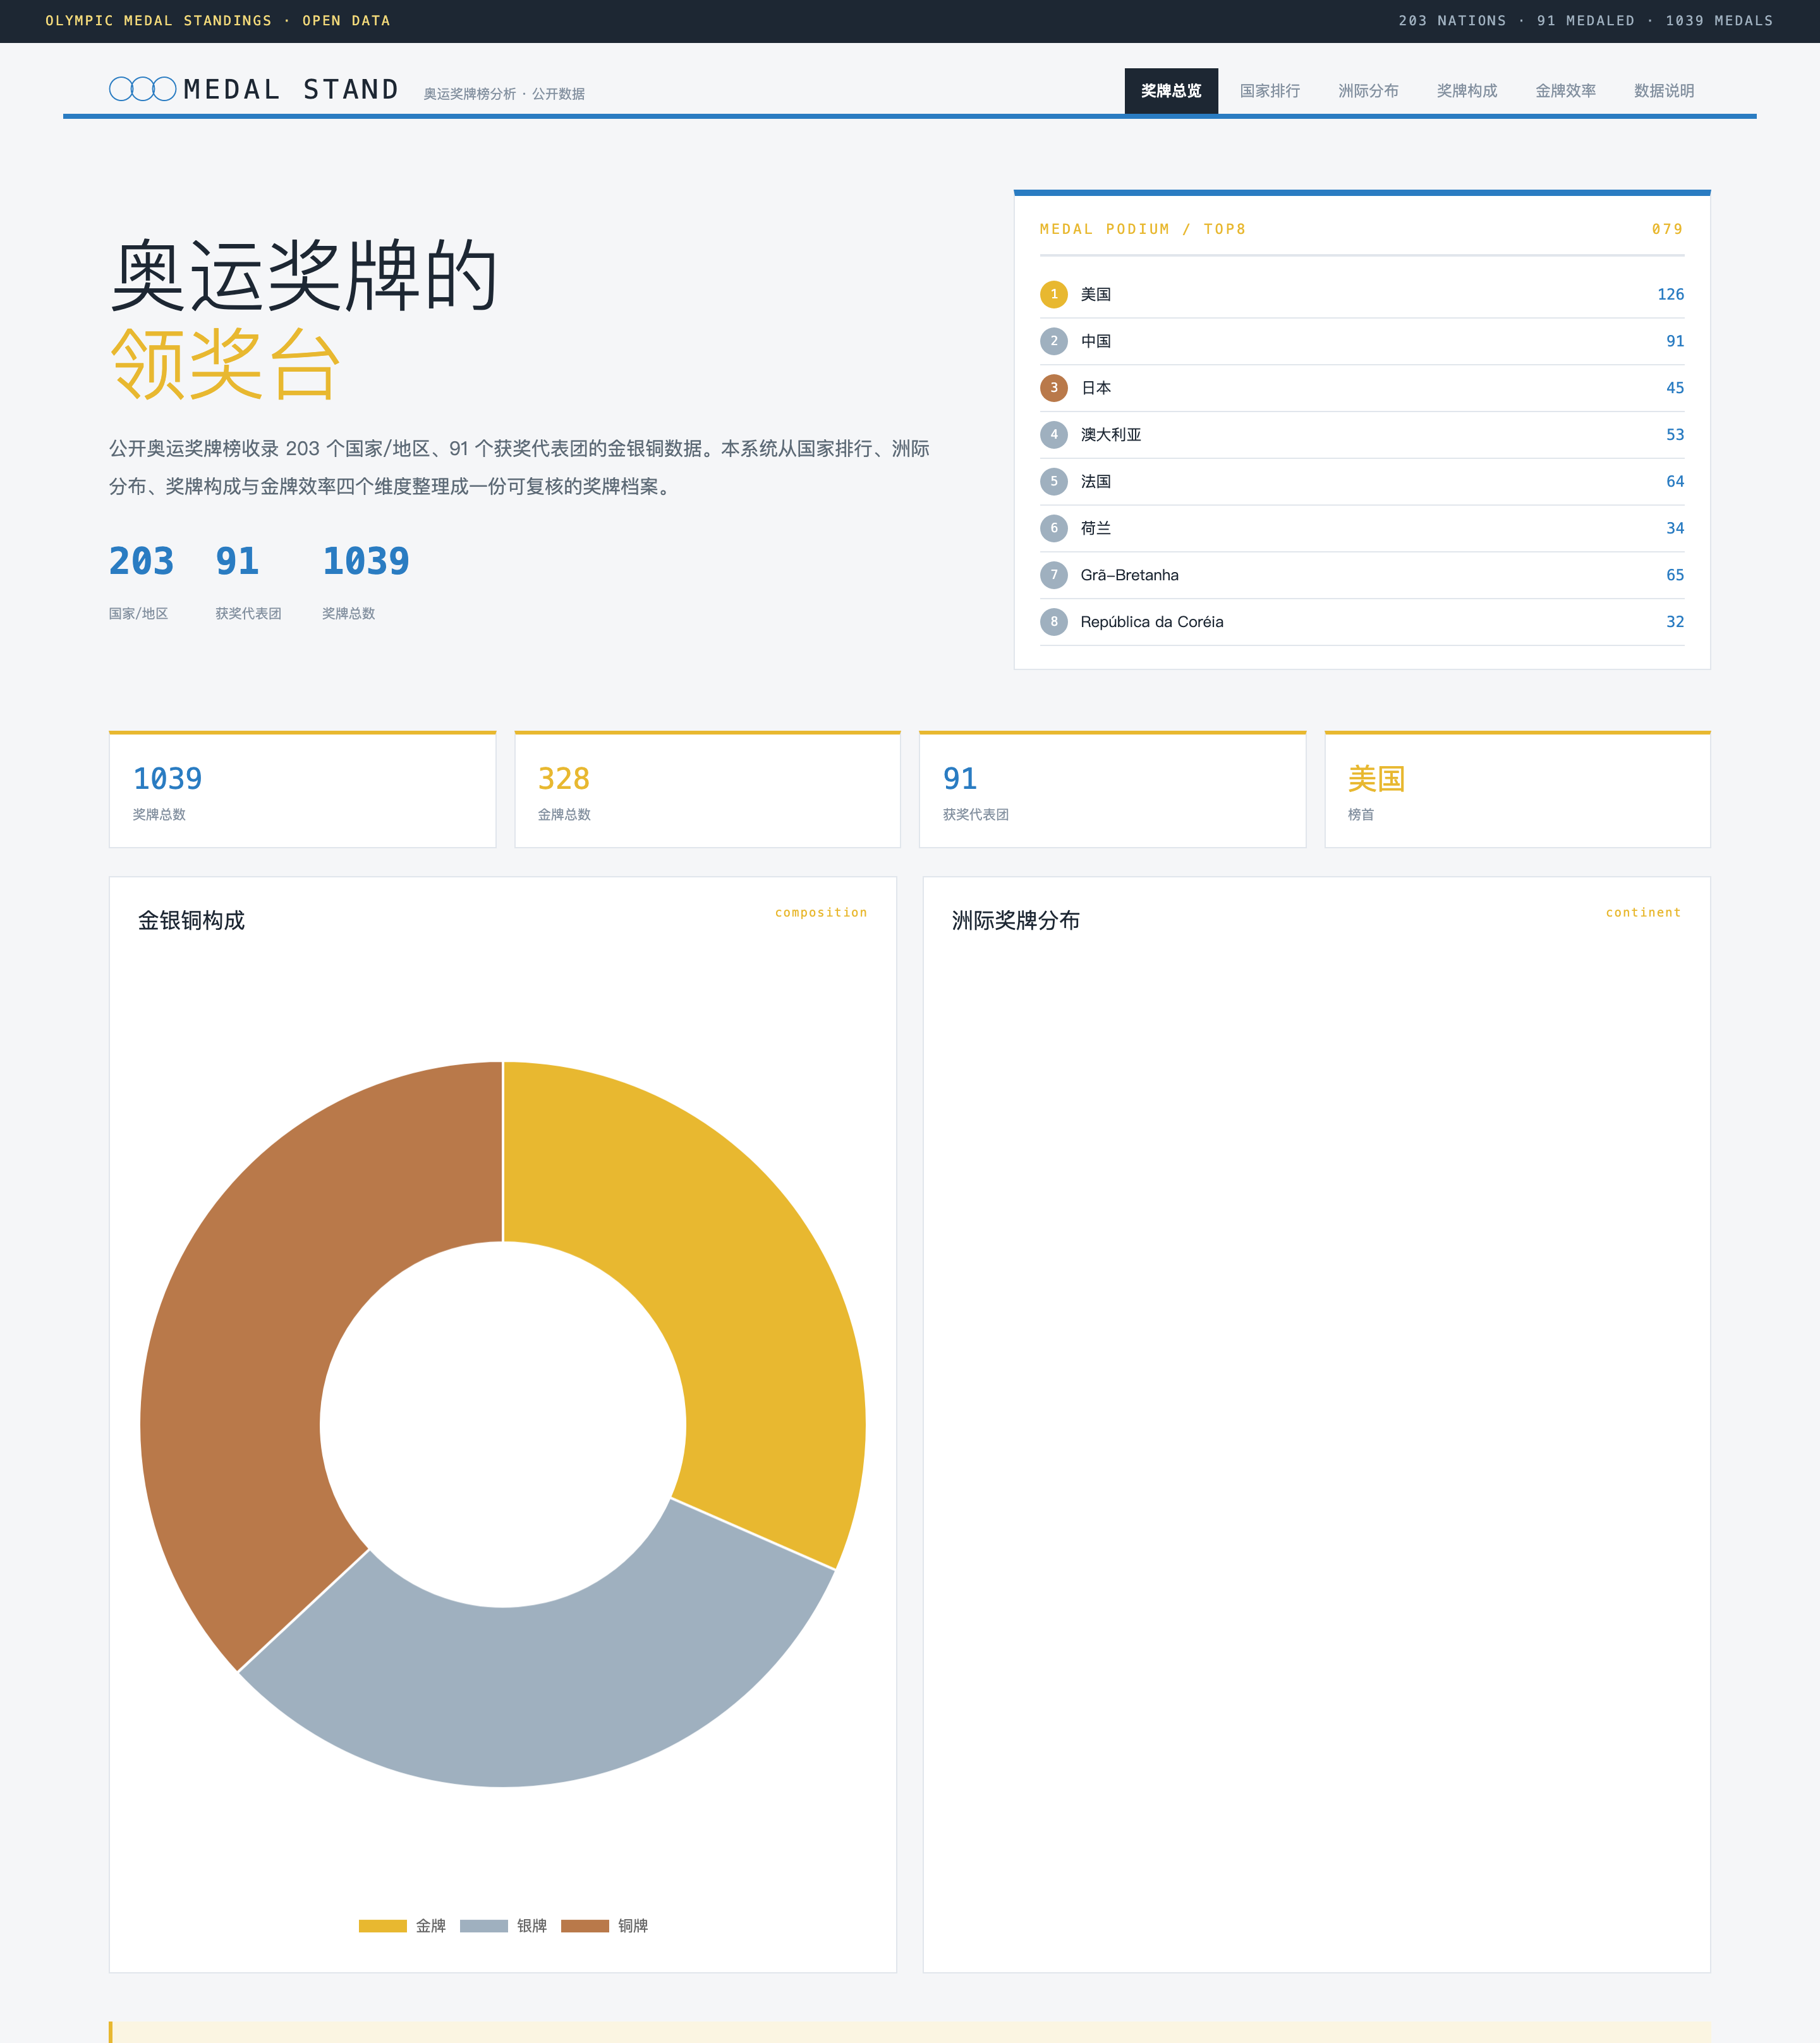 OLYMPIC MEDAL STANDINGS · OPEN DATA
203 NATIONS · 91 MEDALED · 1039 MEDALS
MEDAL STAND
奥运奖牌榜分析 · 公开数据
奖牌总览
国家排行
洲际分布
奖牌构成
金牌效率
数据说明
奥运奖牌的
领奖台
公开奥运奖牌榜收录 203 个国家/地区、91 个获奖代表团的金银铜数据。本系统从国家排行、洲际
分布、奖牌构成与金牌效率四个维度整理成一份可复核的奖牌档案。
203
91
1039
国家/地区
获奖代表团
奖牌总数
MEDAL PODIUM / TOP8
079
1 美国 126
2 中国 91
3 日本 45
4 澳大利亚 53
5 法国 64
6 荷兰 34
7 Grã-Bretanha 65
8 República da Coréia 32
1039
奖牌总数
328
金牌总数
91
获奖代表团
美国
榜首
金银铜构成
composition
金牌
银牌
铜牌
洲际奖牌分布
continent